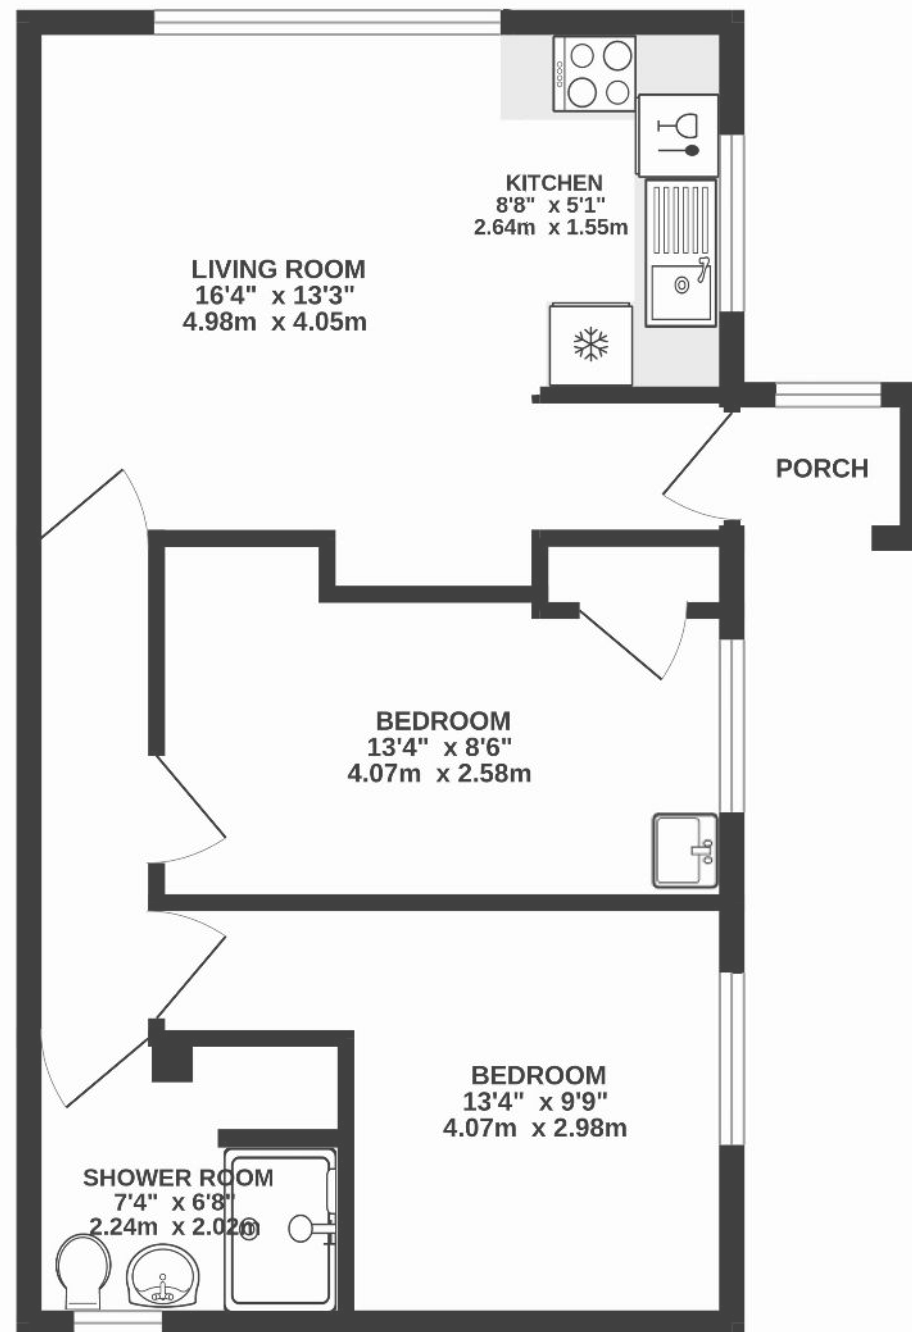 KITCHEN
8'8" x 5'1"
2.64m x 1.55m
LIVING ROOM
16'4" x 13'3"
4.98m x 4.05m
PORCH
BEDROOM
13'4" x 8'6"
4.07m x 2.58m
BEDROOM
13'4" x 9'9"
4.07m x 2.98m
SHOWER ROOM
7'4" x 6'8"
2.24m x 2.02m